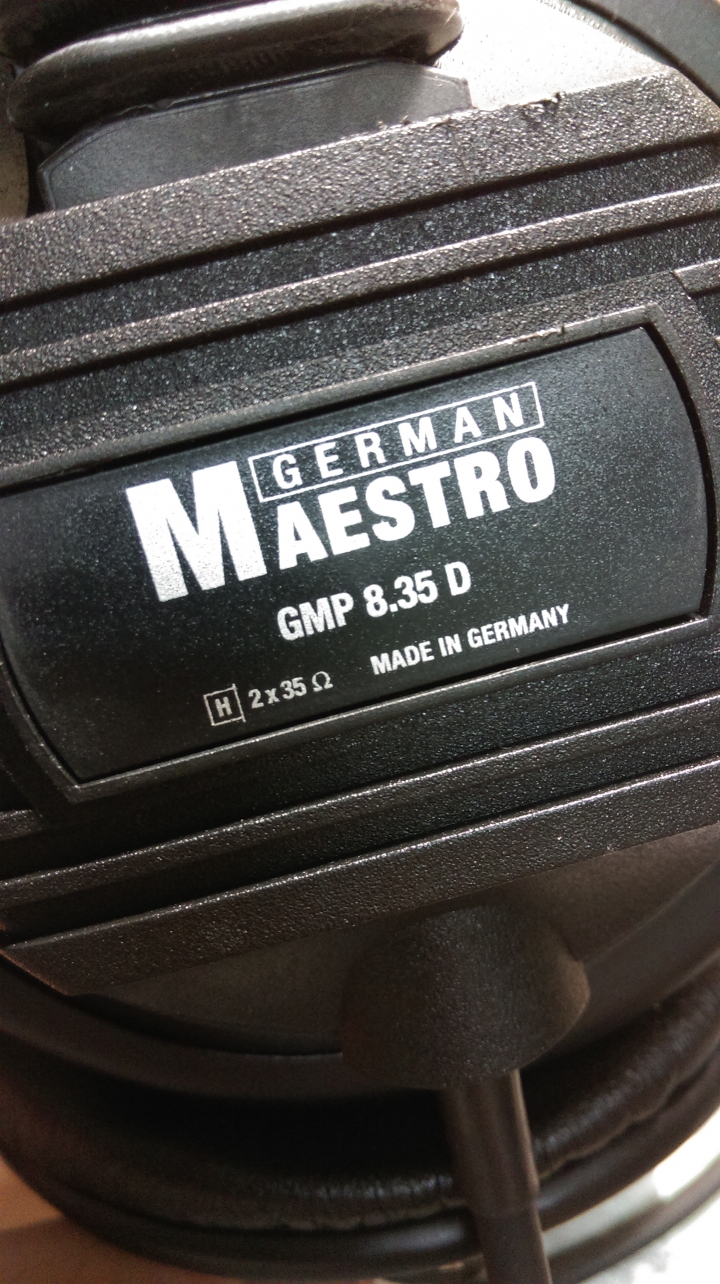 GERMAN
MAESTRO
GMP 8.35 D
H 2 x 35 Ω MADE IN GERMANY